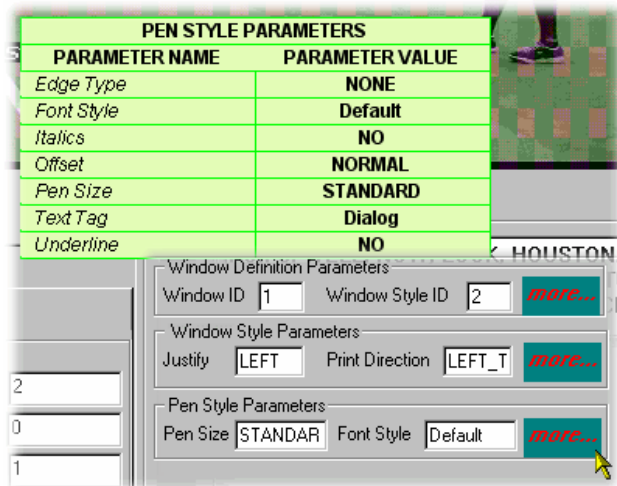 PEN STYLE PARAMETERS
PARAMETER NAME PARAMETER VALUE
Edge Type NONE
Font Style Default
Italics NO
Offset NORMAL
Pen Size STANDARD
Text Tag Dialog
Underline NO
LOOK, HOUSTON
Window Definition Parameters
Window ID 1 Window Style ID 2 more...
Window Style Parameters
Justify LEFT Print Direction LEFT_T more...
2
Pen Style Parameters
0
Pen Size STANDAR Font Style Default more...
1